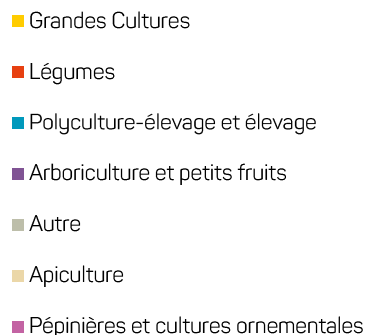 Grandes Cultures
Légumes
Polyculture-élevage et élevage
Arboriculture et petits fruits
Autre
Apiculture
Pépinières et cultures ornementales